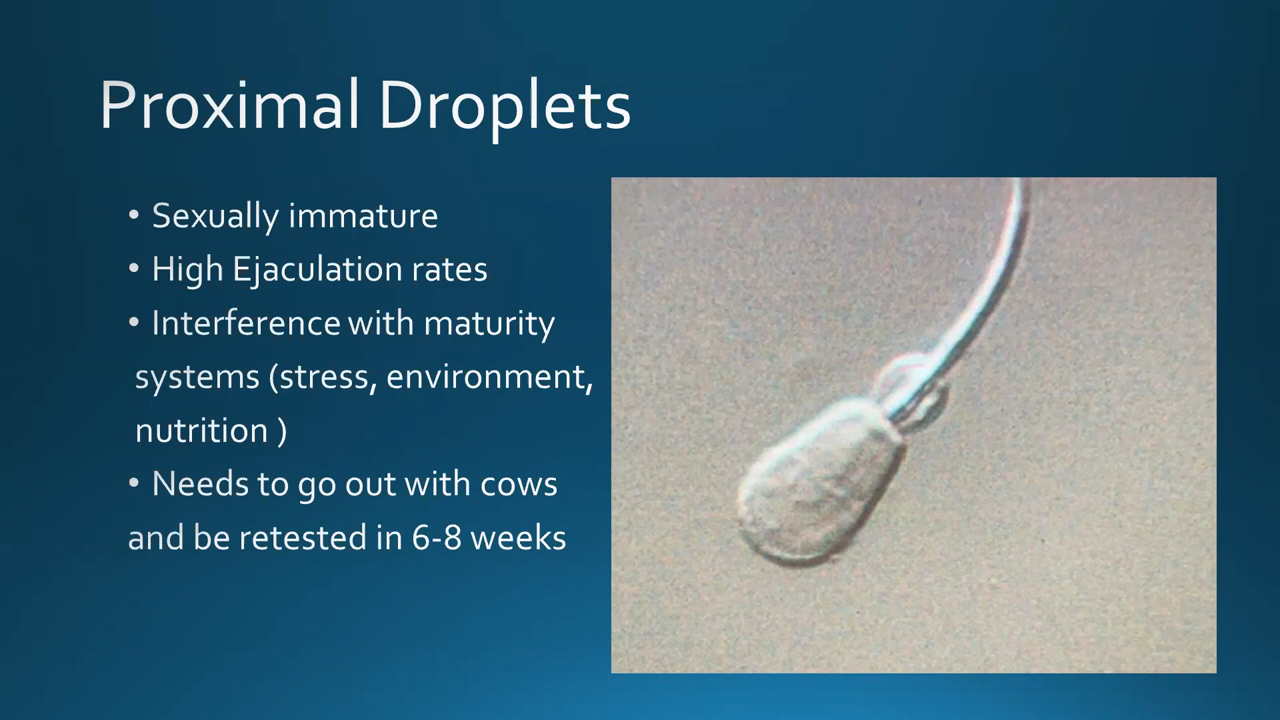 Proximal Droplets
• Sexually immature
• High Ejaculation rates
• Interference with maturity
systems (stress, environment,
nutrition )
• Needs to go out with cows
and be retested in 6-8 weeks